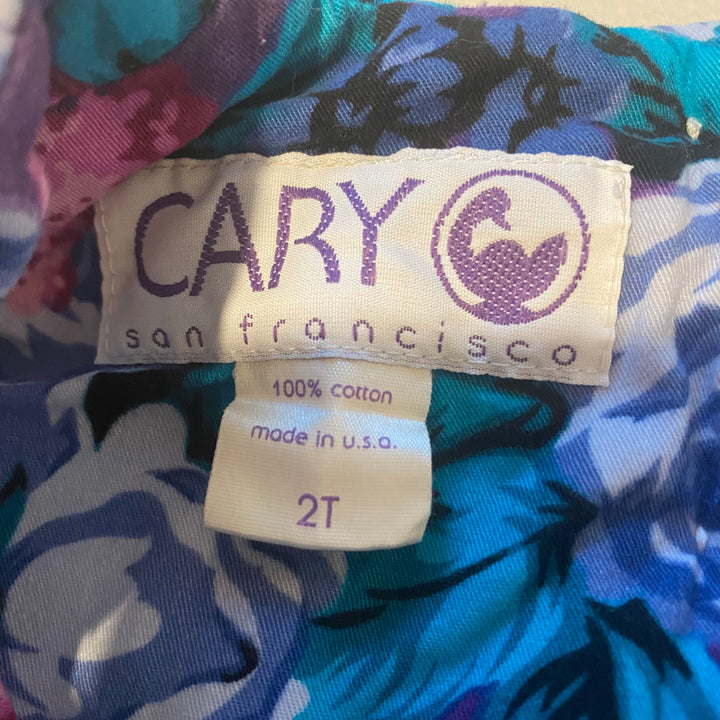 CARY
san francisco
100% cotton
made in u.s.a.
2T